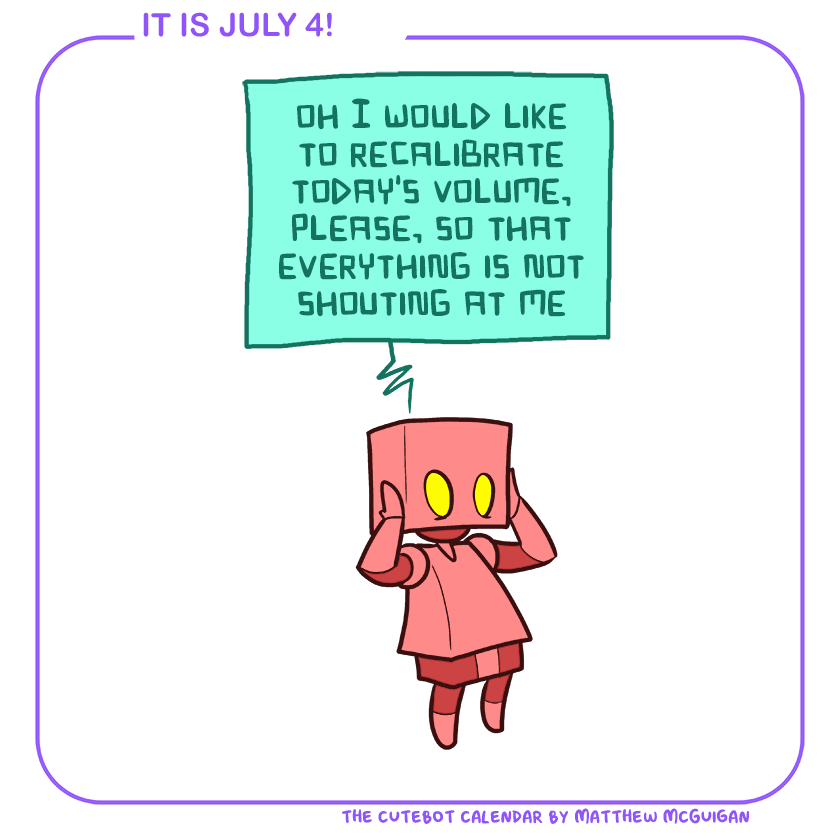 IT IS JULY 4!
OH I WOULD LIKE
TO RECALIBRATE
TODAY'S VOLUME,
PLEASE, SO THAT
EVERYTHING IS NOT
SHOUTING AT ME
THE CUTEBOT CALENDAR BY MATTHEW MCGUIGAN